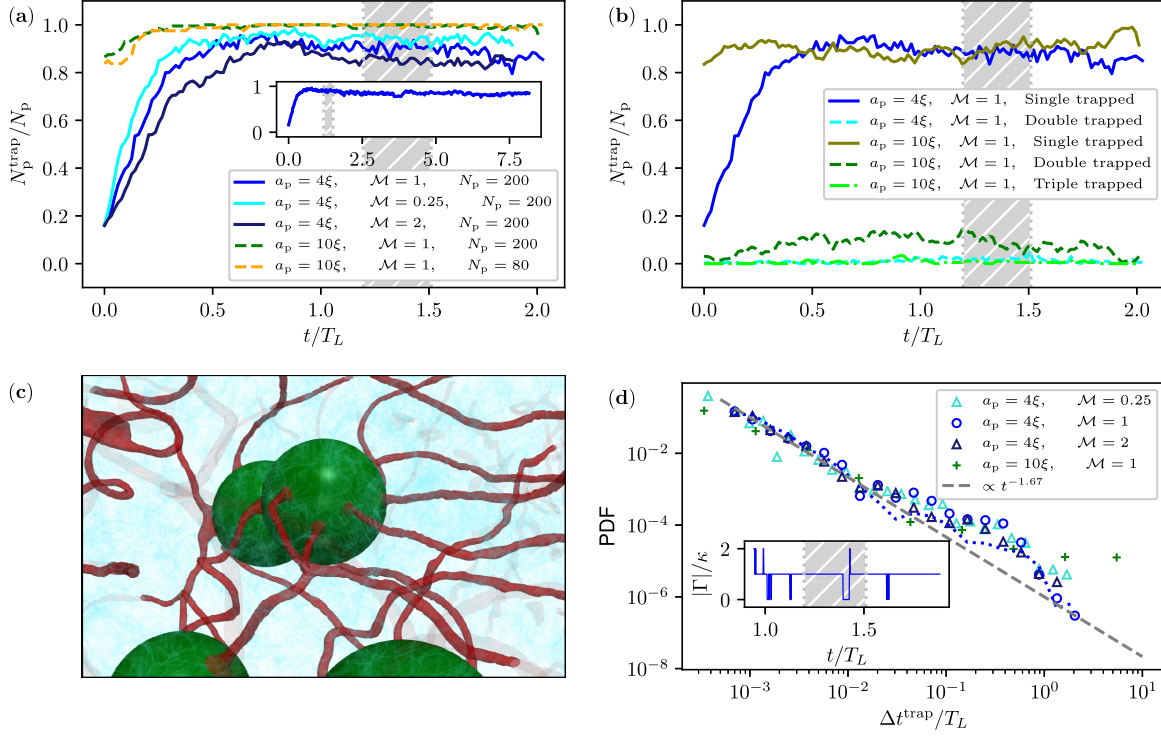 (a)
1.0
0.8
0.6
0.4
0.2
0.0
N_p^trap/N_p
1
0
0.0 2.5 5.0 7.5
a_p = 4ξ, ℳ = 1, N_p = 200
a_p = 4ξ, ℳ = 0.25, N_p = 200
a_p = 4ξ, ℳ = 2, N_p = 200
a_p = 10ξ, ℳ = 1, N_p = 200
a_p = 10ξ, ℳ = 1, N_p = 80
0.0 0.5 1.0 1.5 2.0
t/T_L
(b)
1.0
0.8
0.6
0.4
0.2
0.0
N_p^trap/N_p
a_p = 4ξ, ℳ = 1, Single trapped
a_p = 4ξ, ℳ = 1, Double trapped
a_p = 10ξ, ℳ = 1, Single trapped
a_p = 10ξ, ℳ = 1, Double trapped
a_p = 10ξ, ℳ = 1, Triple trapped
0.0 0.5 1.0 1.5 2.0
t/T_L
(c)
(d)
10^−2
10^−4
10^−6
10^−8
PDF
a_p = 4ξ, ℳ = 0.25
a_p = 4ξ, ℳ = 1
a_p = 4ξ, ℳ = 2
a_p = 10ξ, ℳ = 1
∝ t^−1.67
2
0
|Γ|/κ
1.0 1.5
t/T_L
10^−3 10^−2 10^−1 10^0 10^1
Δt^trap/T_L